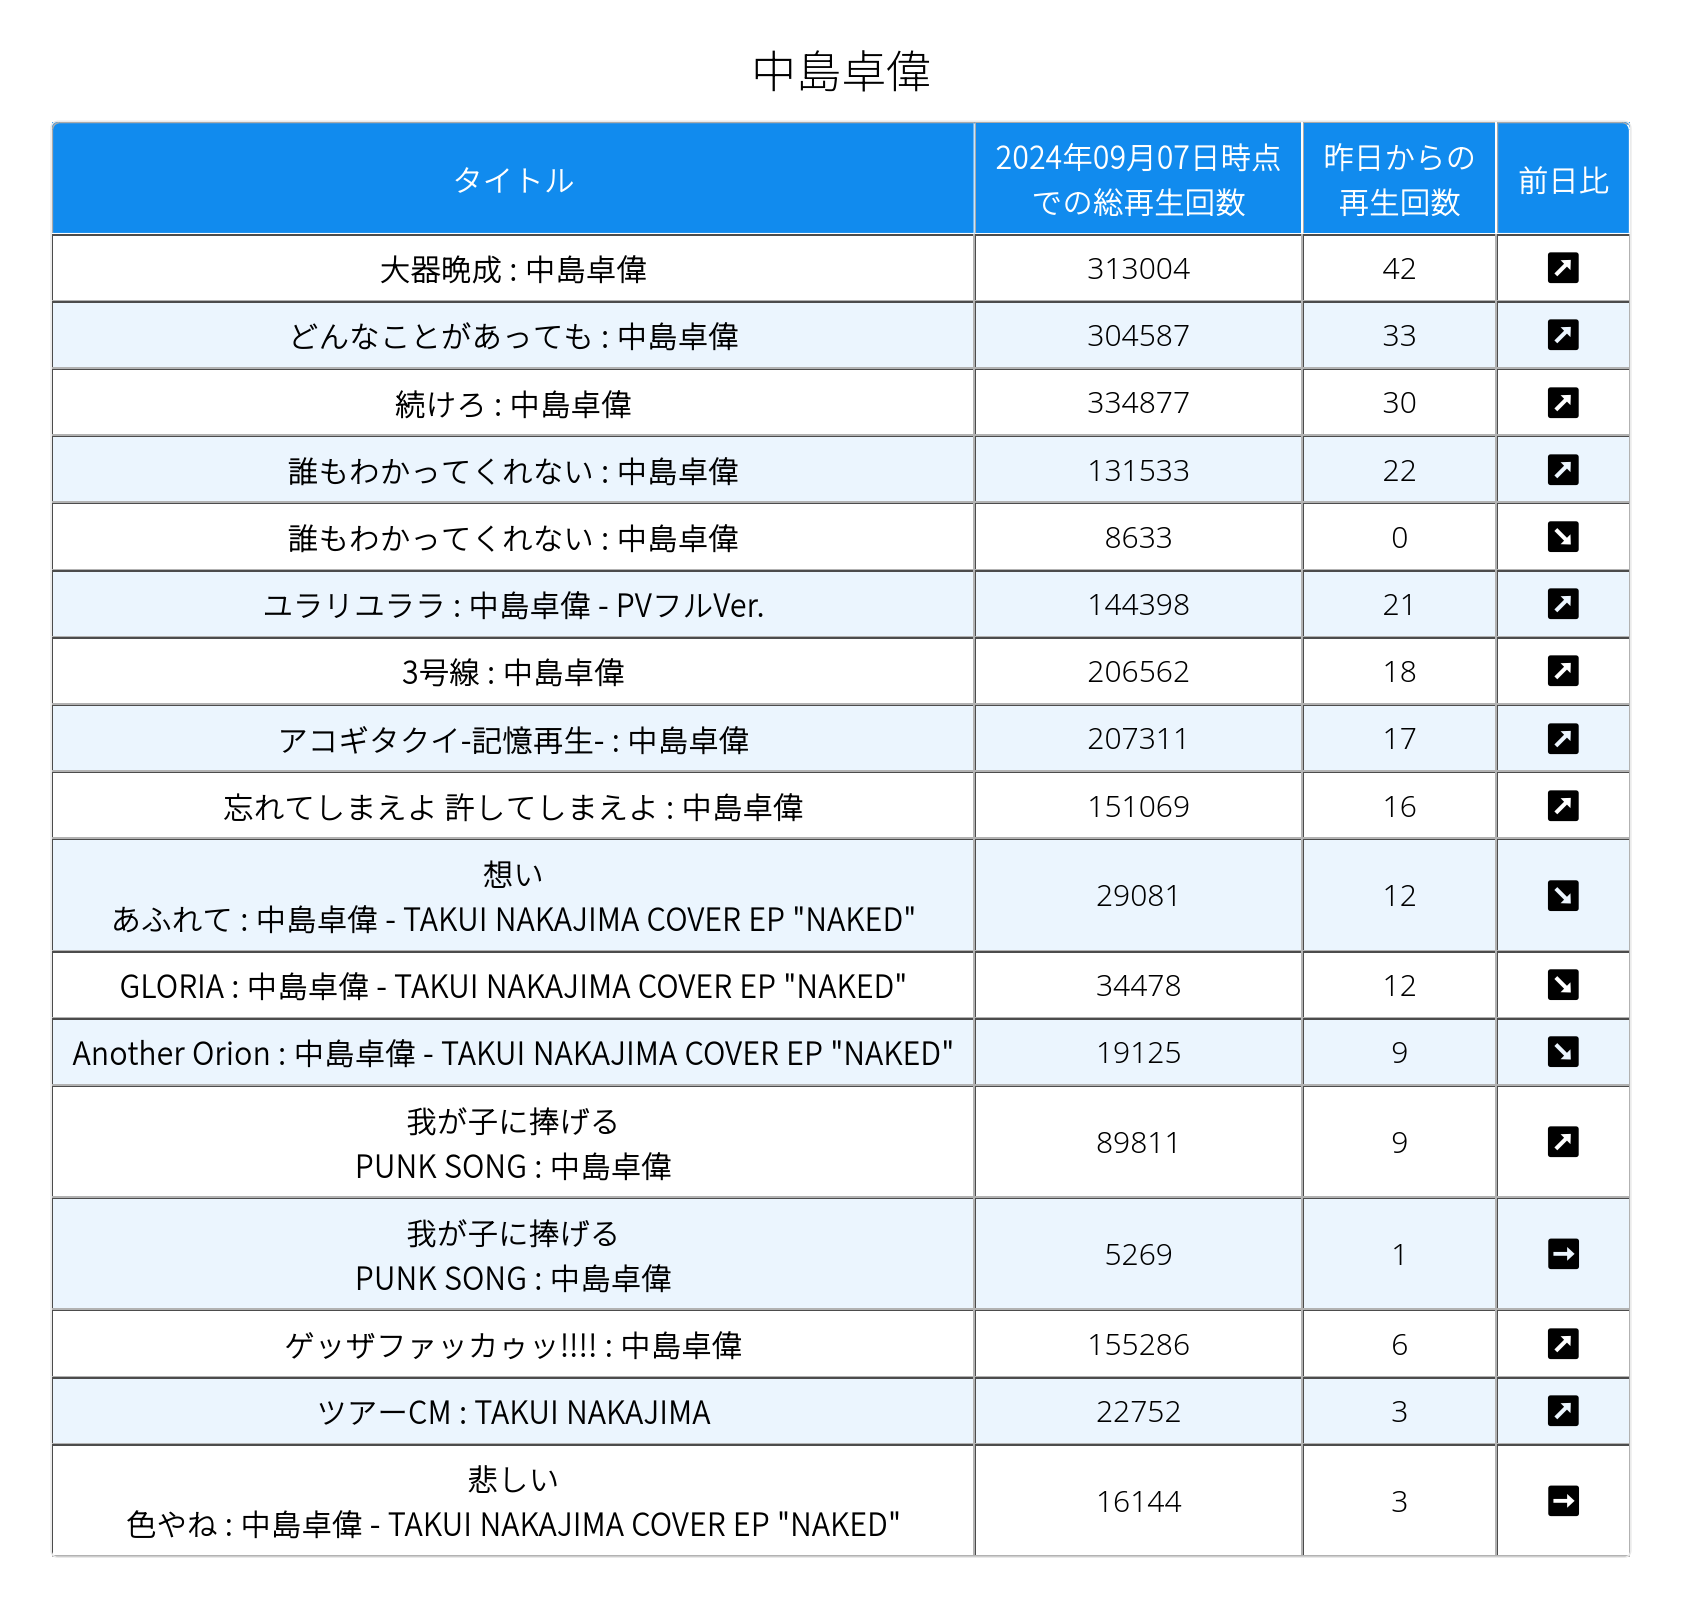 中島卓偉
タイトル
2024年09月07日時点
での総再生回数
昨日からの
再生回数
前日比
大器晩成 : 中島卓偉 313004 42
どんなことがあっても : 中島卓偉 304587 33
続けろ : 中島卓偉 334877 30
誰もわかってくれない : 中島卓偉 131533 22
誰もわかってくれない : 中島卓偉 8633 0
ユラリユララ : 中島卓偉 - PVフルVer. 144398 21
3号線 : 中島卓偉 206562 18
アコギタクイ-記憶再生- : 中島卓偉 207311 17
忘れてしまえよ 許してしまえよ : 中島卓偉 151069 16
想い
あふれて : 中島卓偉 - TAKUI NAKAJIMA COVER EP "NAKED" 29081 12
GLORIA : 中島卓偉 - TAKUI NAKAJIMA COVER EP "NAKED" 34478 12
Another Orion : 中島卓偉 - TAKUI NAKAJIMA COVER EP "NAKED" 19125 9
我が子に捧げる
PUNK SONG : 中島卓偉 89811 9
我が子に捧げる
PUNK SONG : 中島卓偉 5269 1
ゲッザファッカゥッ!!!! : 中島卓偉 155286 6
ツアーCM : TAKUI NAKAJIMA 22752 3
悲しい
色やね : 中島卓偉 - TAKUI NAKAJIMA COVER EP "NAKED" 16144 3